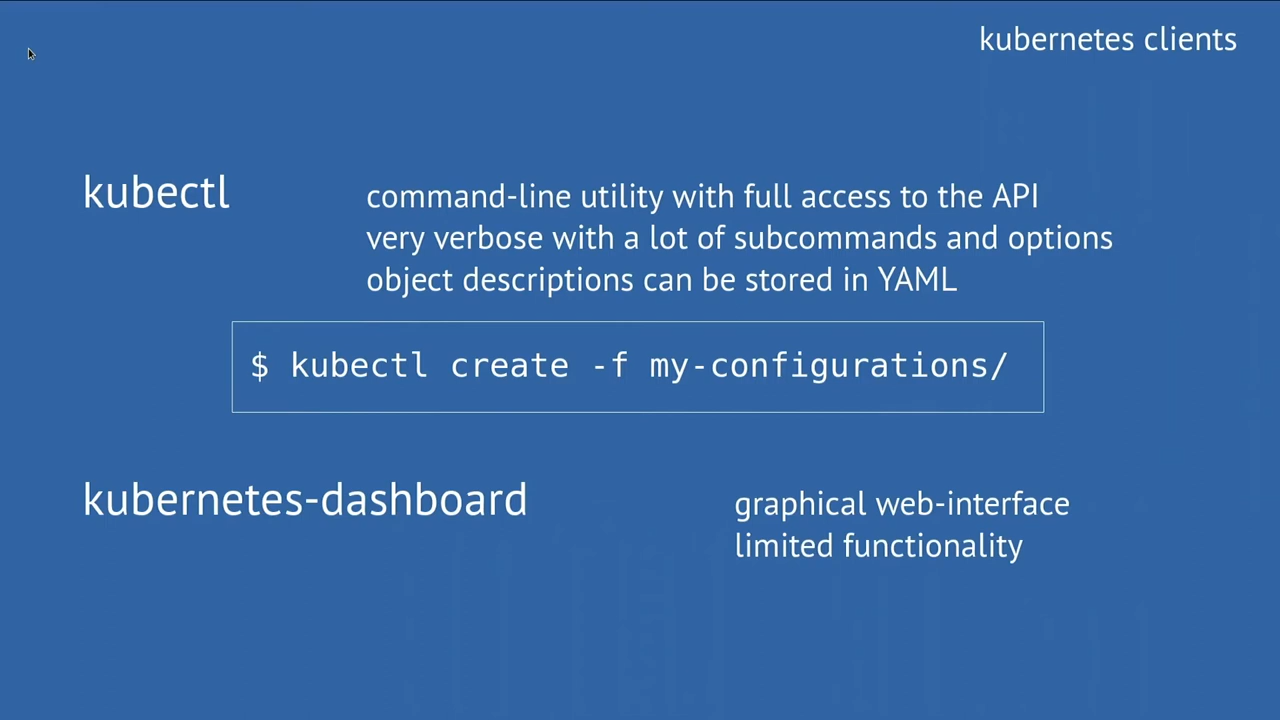 kubernetes clients
kubectl
command-line utility with full access to the API
very verbose with a lot of subcommands and options
object descriptions can be stored in YAML
$ kubectl create -f my-configurations/
kubernetes-dashboard
graphical web-interface
limited functionality